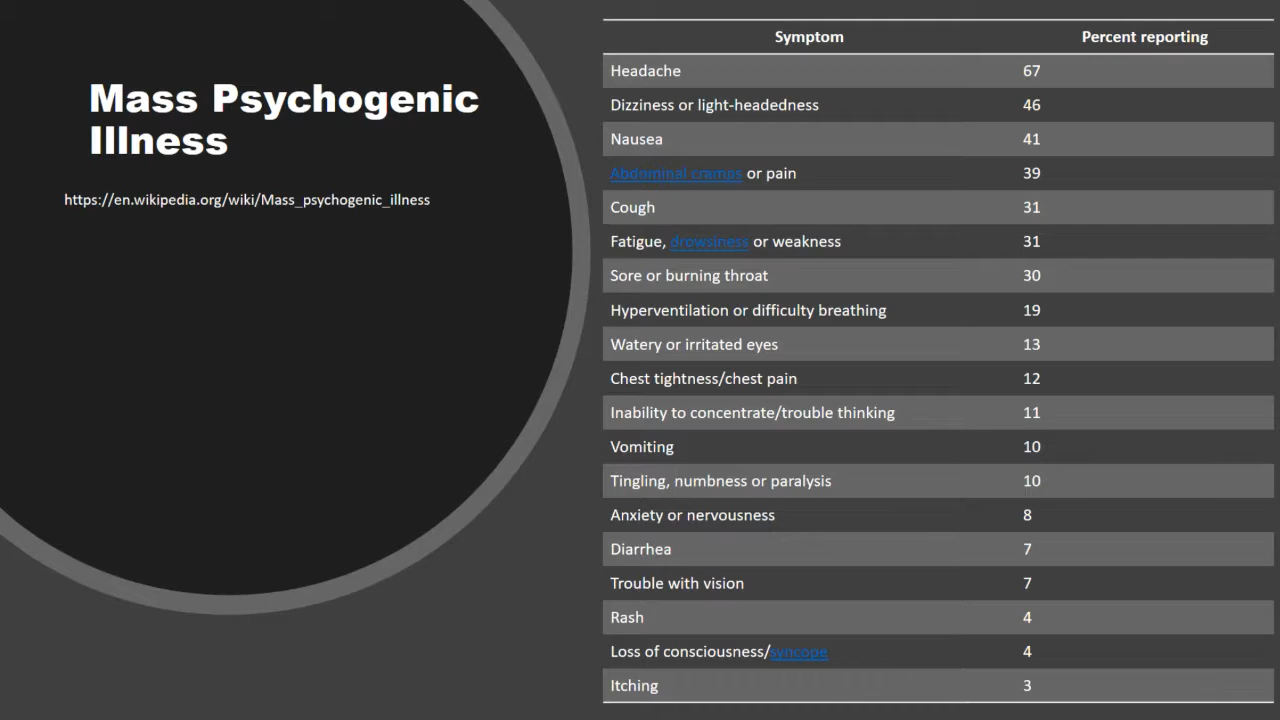 Mass Psychogenic
Illness
https://en.wikipedia.org/wiki/Mass_psychogenic_illness
Symptom Percent reporting
Headache 67
Dizziness or light-headedness 46
Nausea 41
Abdominal cramps or pain 39
Cough 31
Fatigue, drowsiness or weakness 31
Sore or burning throat 30
Hyperventilation or difficulty breathing 19
Watery or irritated eyes 13
Chest tightness/chest pain 12
Inability to concentrate/trouble thinking 11
Vomiting 10
Tingling, numbness or paralysis 10
Anxiety or nervousness 8
Diarrhea 7
Trouble with vision 7
Rash 4
Loss of consciousness/syncope 4
Itching 3